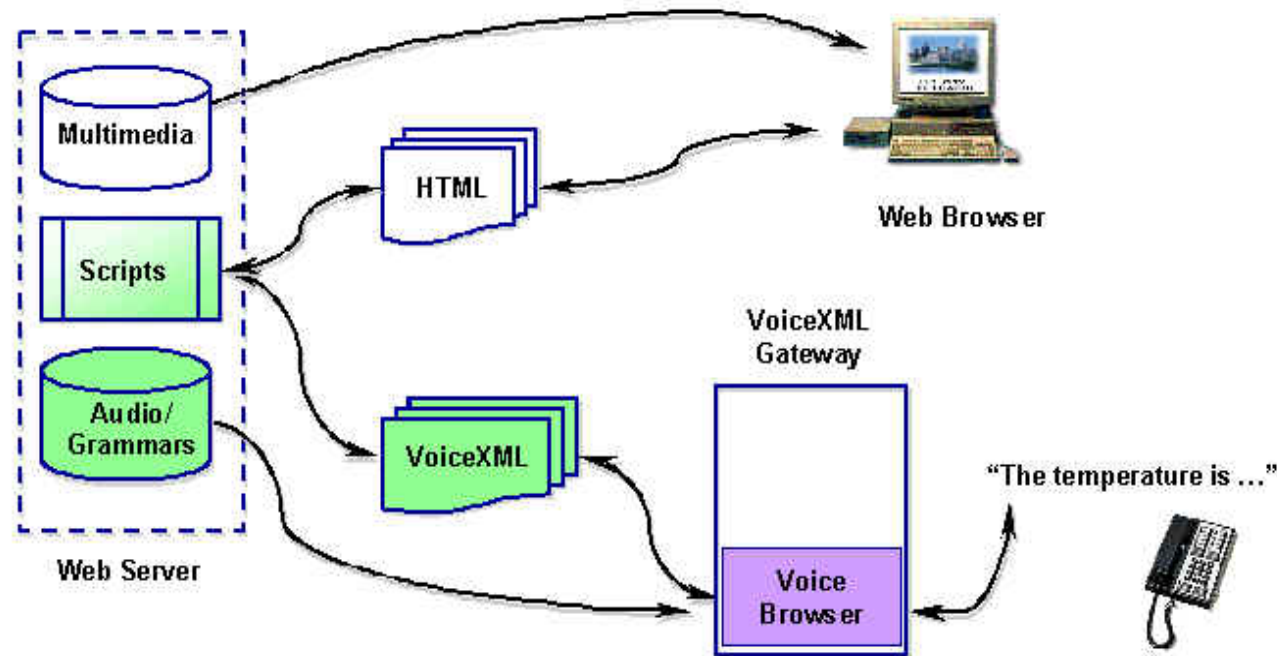 Multimedia
HTML
Web Browser
Scripts
VoiceXML
Gateway
Audio/
Grammars
VoiceXML
“The temperature is ...”
Web Server
Voice
Browser